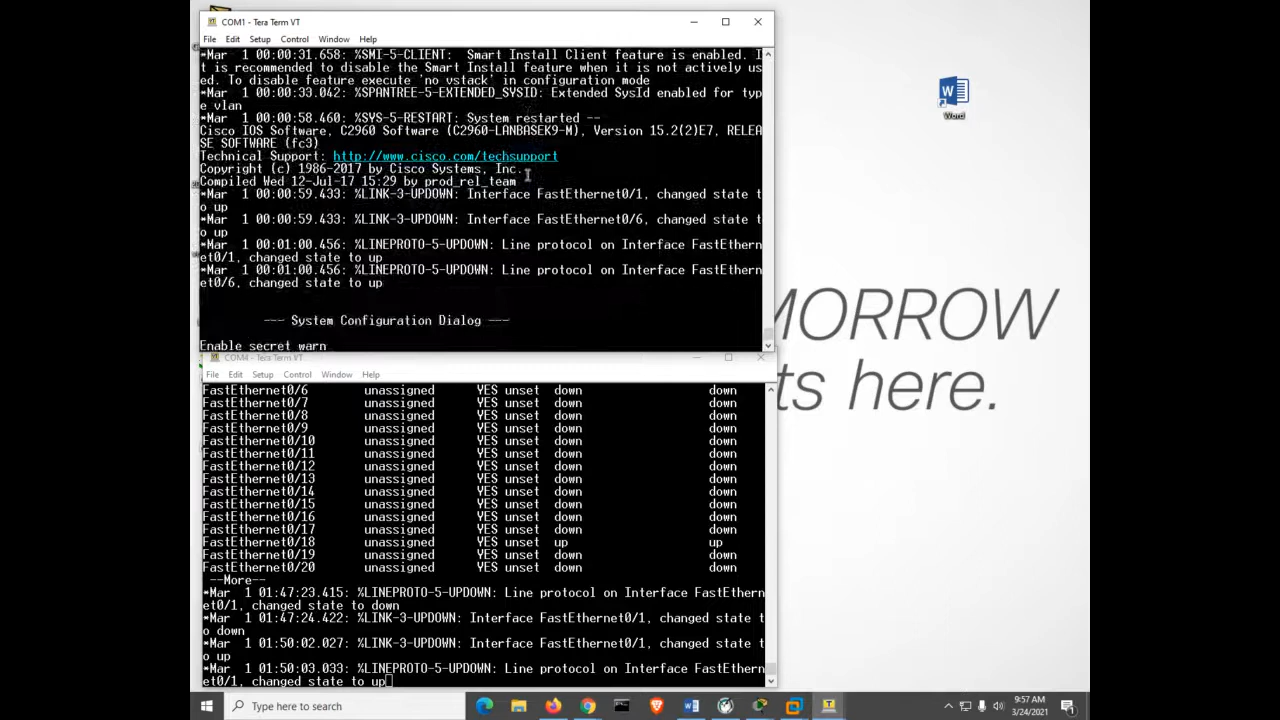 COM1 - Tera Term VT
File Edit Setup Control Window Help
*Mar  1 00:00:31.658: %SMI-5-CLIENT:  Smart Install Client feature is enabled. I
t is recommended to disable the Smart Install feature when it is not actively us
ed. To disable feature execute 'no vstack' in configuration mode
*Mar  1 00:00:33.042: %SPANTREE-5-EXTENDED_SYSID: Extended SysId enabled for typ
e vlan
*Mar  1 00:00:58.460: %SYS-5-RESTART: System restarted --
Cisco IOS Software, C2960 Software (C2960-LANBASEK9-M), Version 15.2(2)E7, RELEA
SE SOFTWARE (fc3)
Technical Support: http://www.cisco.com/techsupport
Copyright (c) 1986-2017 by Cisco Systems, Inc.
Compiled Wed 12-Jul-17 15:29 by prod_rel_team
*Mar  1 00:00:59.433: %LINK-3-UPDOWN: Interface FastEthernet0/1, changed state t
o up
*Mar  1 00:00:59.433: %LINK-3-UPDOWN: Interface FastEthernet0/6, changed state t
o up
*Mar  1 00:01:00.456: %LINEPROTO-5-UPDOWN: Line protocol on Interface FastEthern
et0/1, changed state to up
*Mar  1 00:01:00.456: %LINEPROTO-5-UPDOWN: Line protocol on Interface FastEthern
et0/6, changed state to up
--- System Configuration Dialog ---
Enable secret warn
COM4 - Tera Term VT
File Edit Setup Control Window Help
FastEthernet0/6 unassigned YES unset down down
FastEthernet0/7 unassigned YES unset down down
FastEthernet0/8 unassigned YES unset down down
FastEthernet0/9 unassigned YES unset down down
FastEthernet0/10 unassigned YES unset down down
FastEthernet0/11 unassigned YES unset down down
FastEthernet0/12 unassigned YES unset down down
FastEthernet0/13 unassigned YES unset down down
FastEthernet0/14 unassigned YES unset down down
FastEthernet0/15 unassigned YES unset down down
FastEthernet0/16 unassigned YES unset down down
FastEthernet0/17 unassigned YES unset down down
FastEthernet0/18 unassigned YES unset up up
FastEthernet0/19 unassigned YES unset down down
FastEthernet0/20 unassigned YES unset down down
--More--
*Mar  1 01:47:23.415: %LINEPROTO-5-UPDOWN: Line protocol on Interface FastEthern
et0/1, changed state to down
*Mar  1 01:47:24.422: %LINK-3-UPDOWN: Interface FastEthernet0/1, changed state t
o down
*Mar  1 01:50:02.027: %LINK-3-UPDOWN: Interface FastEthernet0/1, changed state t
o up
*Mar  1 01:50:03.033: %LINEPROTO-5-UPDOWN: Line protocol on Interface FastEthern
et0/1, changed state to up
Word
MORROW
ts here.
Type here to search
9:57 AM
3/24/2021
1